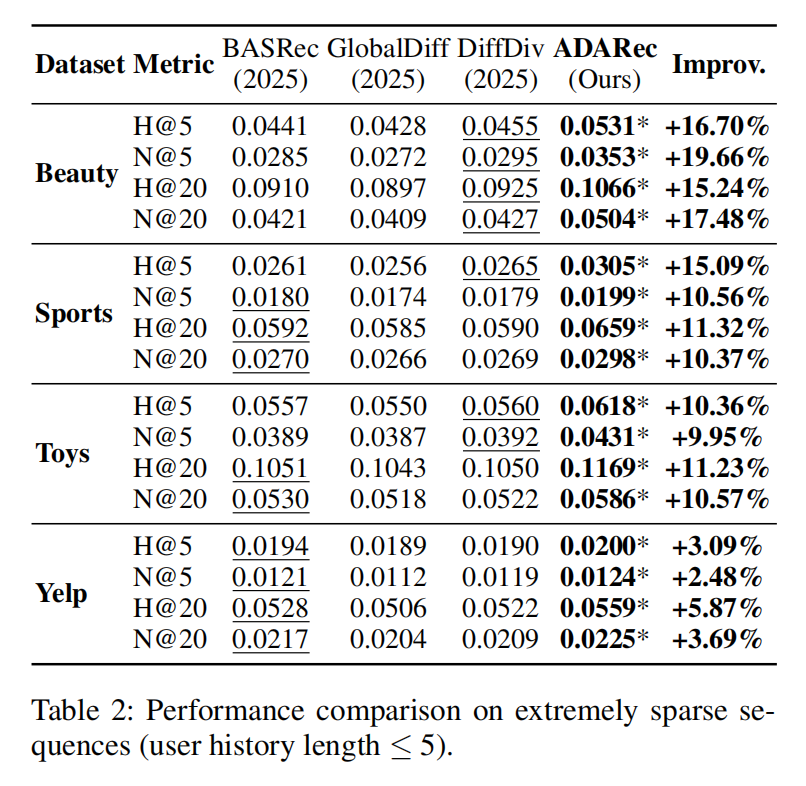 Dataset Metric BASRec GlobalDiff DiffDiv ADARec Improv.
(2025) (2025) (2025) (Ours)
Beauty
H@5 0.0441 0.0428 0.0455 0.0531* +16.70%
N@5 0.0285 0.0272 0.0295 0.0353* +19.66%
H@20 0.0910 0.0897 0.0925 0.1066* +15.24%
N@20 0.0421 0.0409 0.0427 0.0504* +17.48%
Sports
H@5 0.0261 0.0256 0.0265 0.0305* +15.09%
N@5 0.0180 0.0174 0.0179 0.0199* +10.56%
H@20 0.0592 0.0585 0.0590 0.0659* +11.32%
N@20 0.0270 0.0266 0.0269 0.0298* +10.37%
Toys
H@5 0.0557 0.0550 0.0560 0.0618* +10.36%
N@5 0.0389 0.0387 0.0392 0.0431* +9.95%
H@20 0.1051 0.1043 0.1050 0.1169* +11.23%
N@20 0.0530 0.0518 0.0522 0.0586* +10.57%
Yelp
H@5 0.0194 0.0189 0.0190 0.0200* +3.09%
N@5 0.0121 0.0112 0.0119 0.0124* +2.48%
H@20 0.0528 0.0506 0.0522 0.0559* +5.87%
N@20 0.0217 0.0204 0.0209 0.0225* +3.69%
Table 2: Performance comparison on extremely sparse se-
quences (user history length ≤ 5).